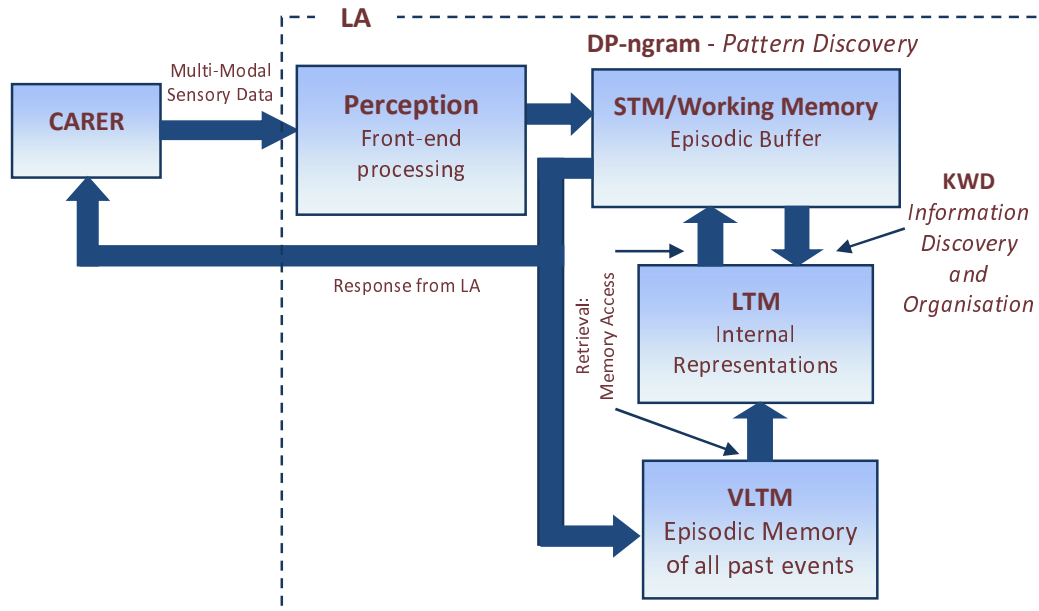 LA
DP-ngram - Pattern Discovery
Multi-Modal
Sensory Data
CARER
Perception
Front-end
processing
STM/Working Memory
Episodic Buffer
KWD
Information
Discovery
and
Organisation
Response from LA
Retrieval:
Memory Access
LTM
Internal
Representations
VLTM
Episodic Memory
of all past events